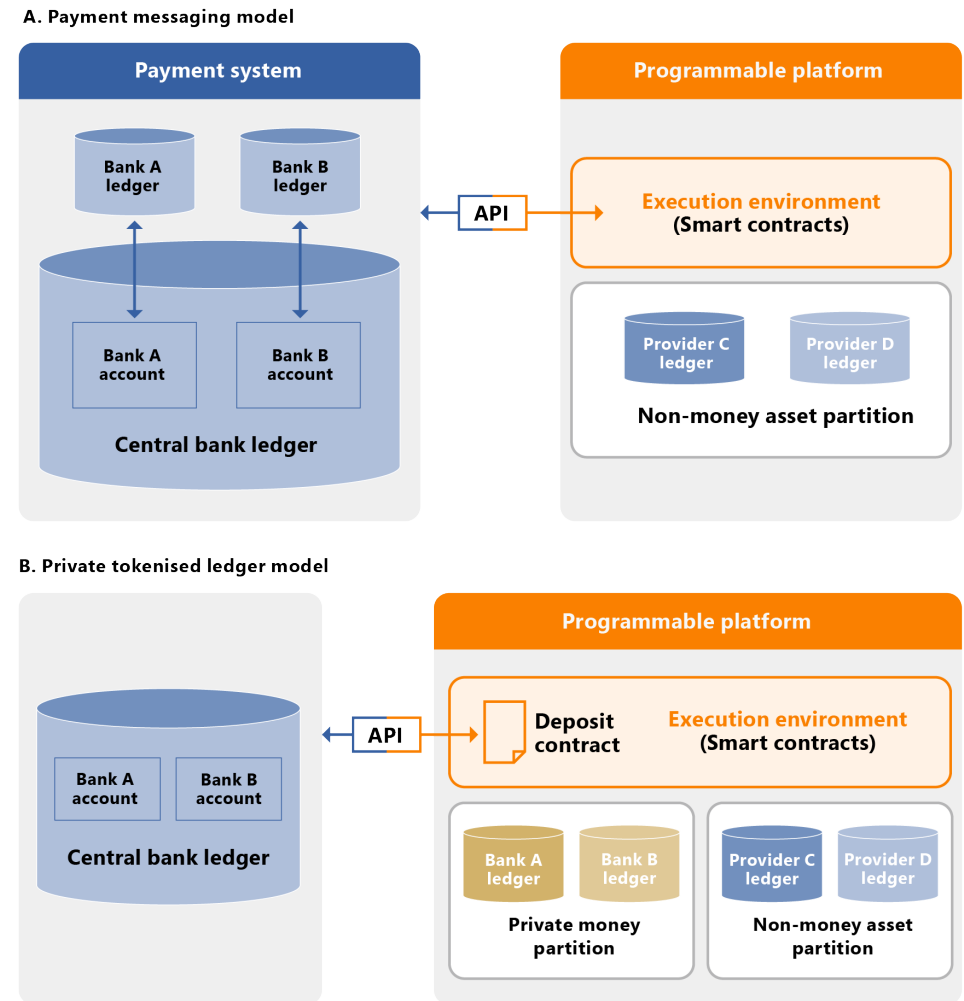 A. Payment messaging model
Payment system
Programmable platform
Bank A
ledger
Bank B
ledger
API
Execution environment
(Smart contracts)
Bank A
account
Bank B
account
Central bank ledger
Provider C
ledger
Provider D
ledger
Non-money asset partition
B. Private tokenised ledger model
Programmable platform
Bank A
account
Bank B
account
Central bank ledger
API
Deposit
contract
Execution environment
(Smart contracts)
Bank A
ledger
Bank B
ledger
Private money
partition
Provider C
ledger
Provider D
ledger
Non-money asset
partition